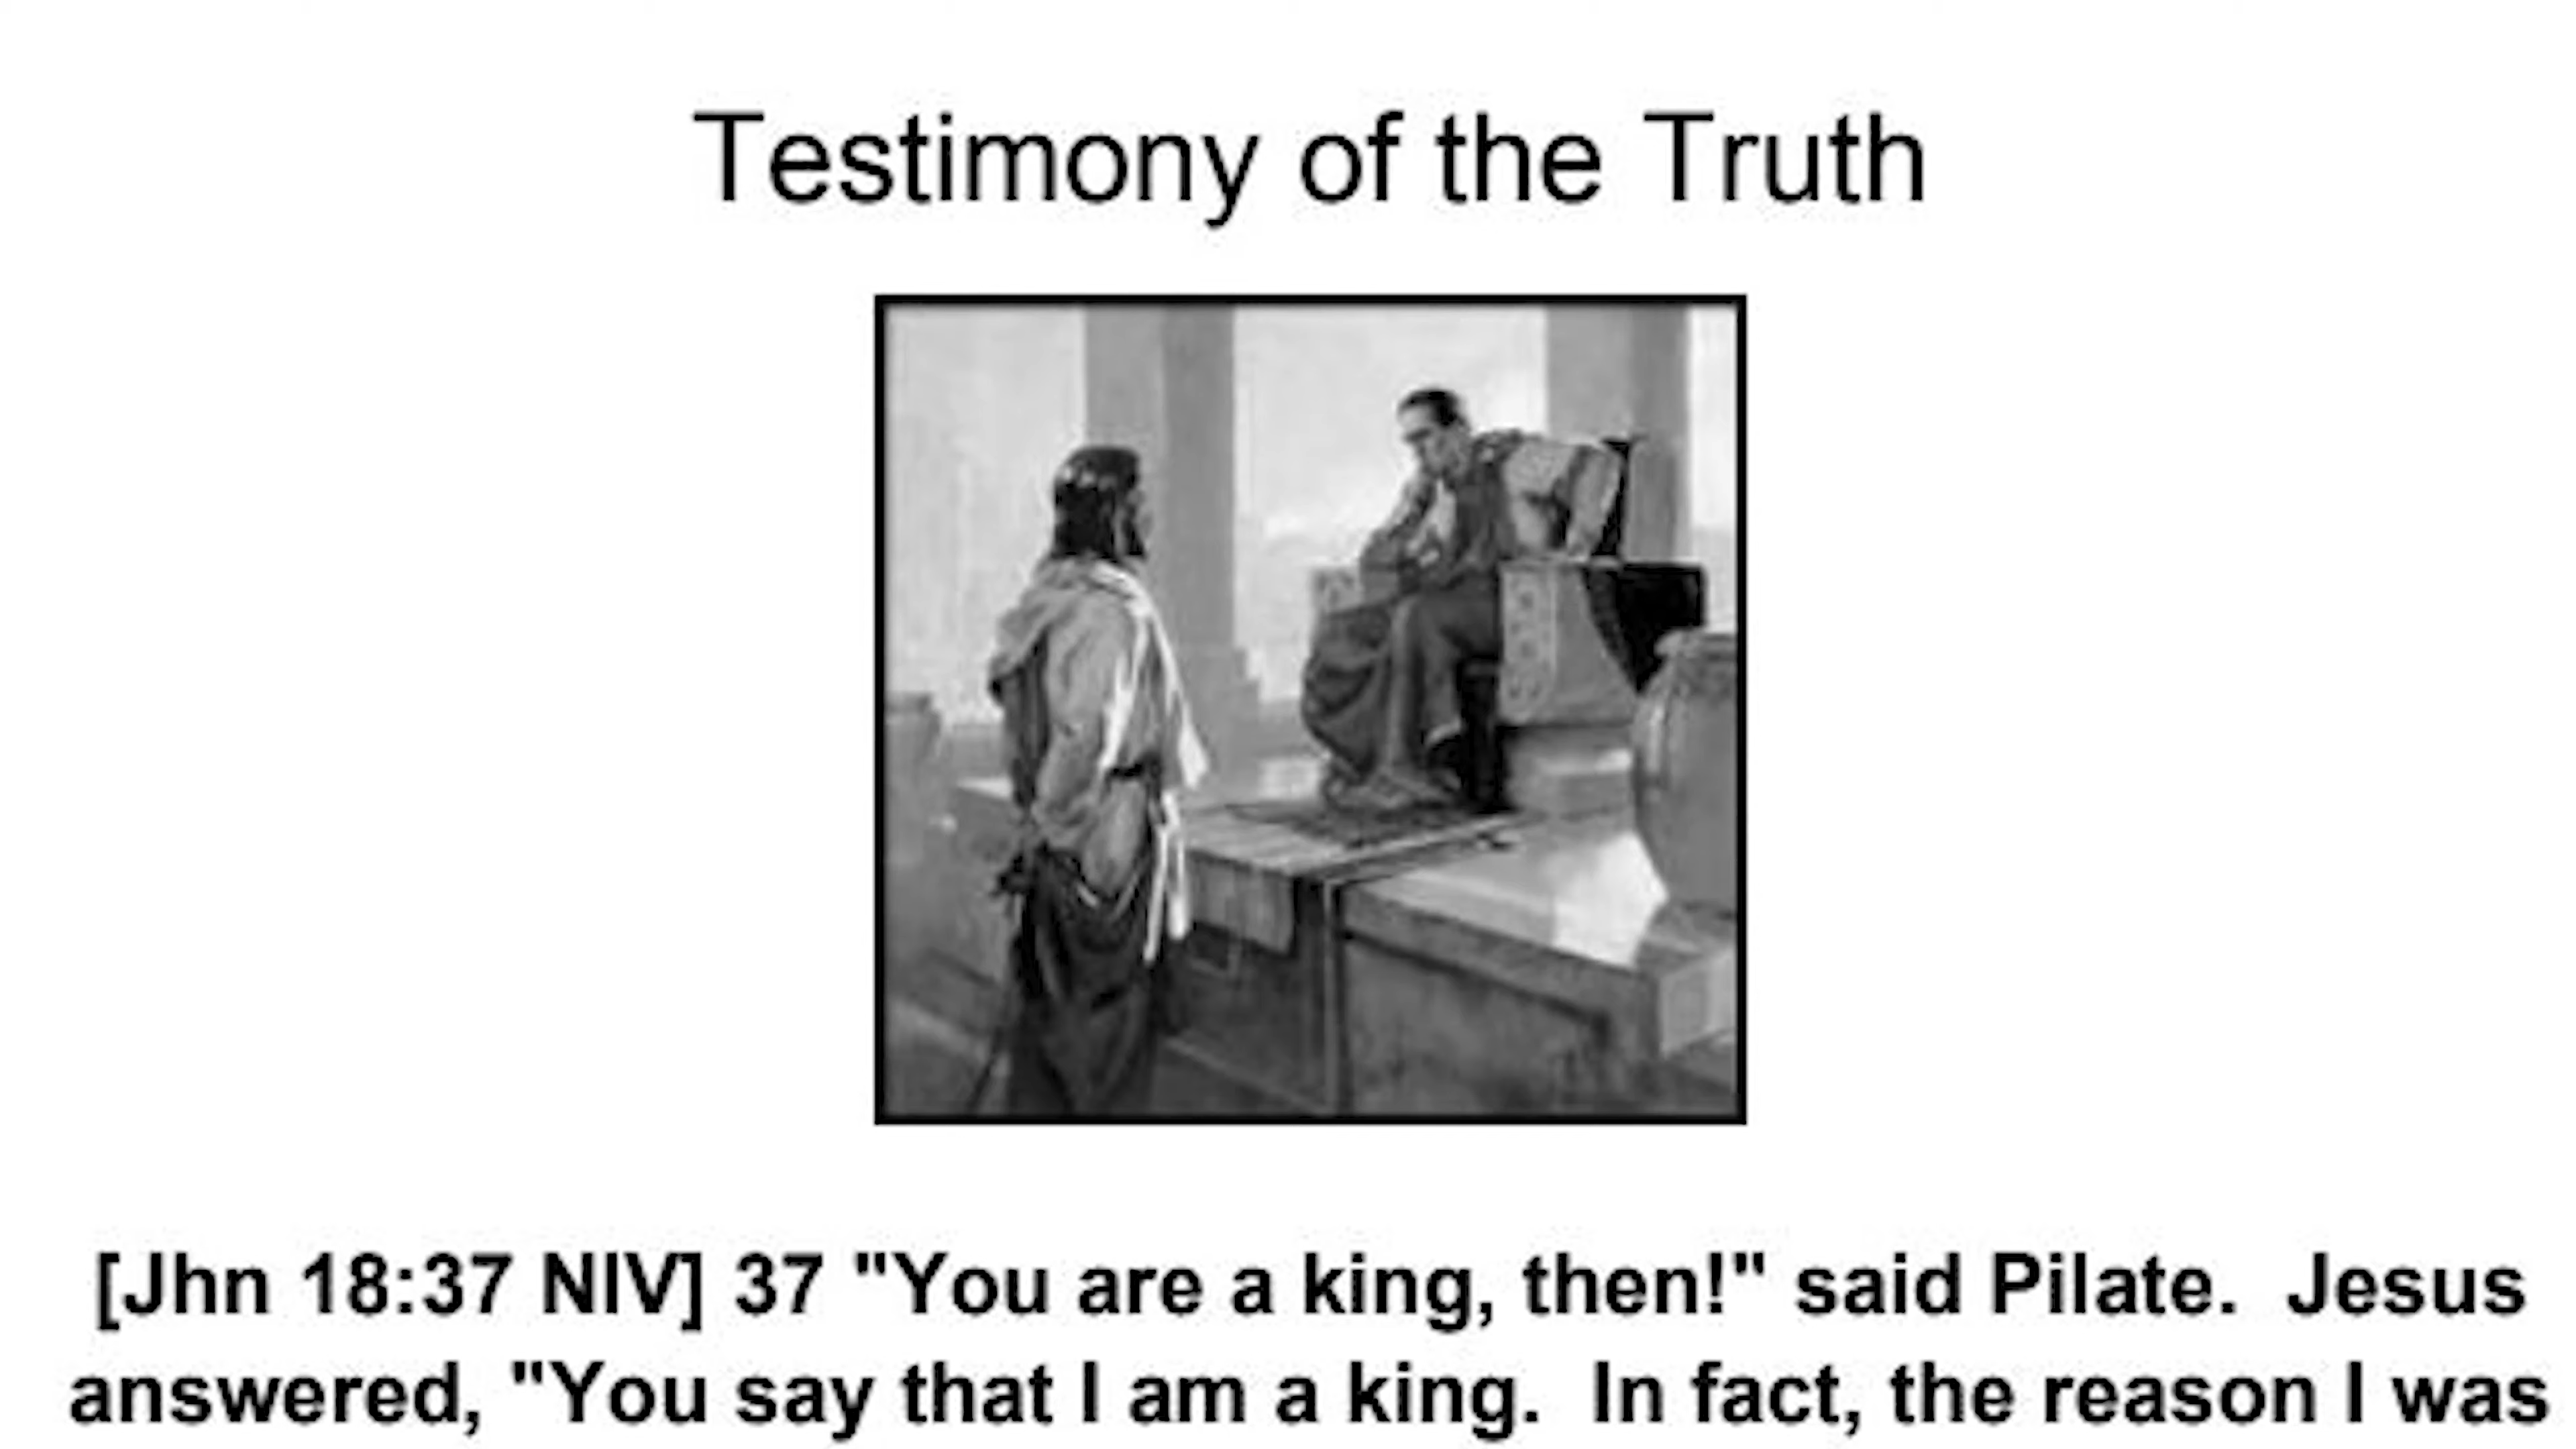 Testimony of the Truth
[Jhn 18:37 NIV] 37 "You are a king, then!" said Pilate.  Jesus
answered, "You say that I am a king.  In fact, the reason I was